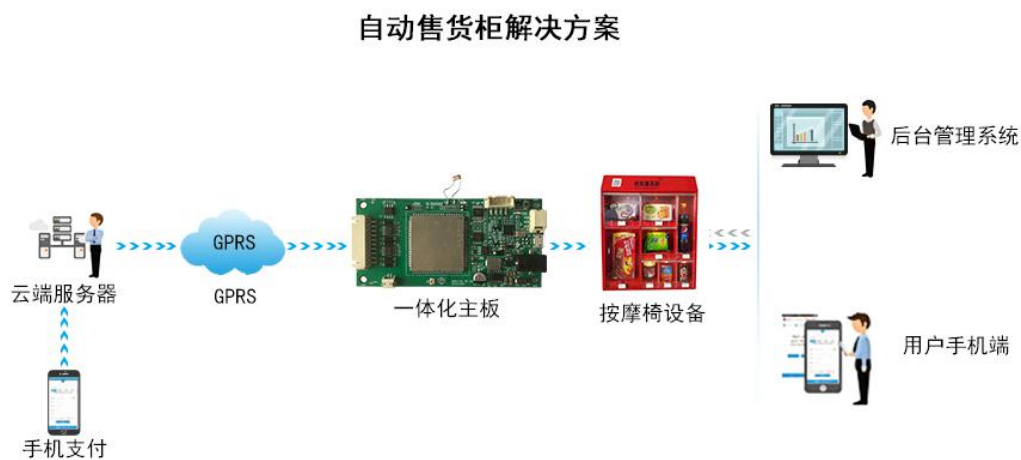 自动售货柜解决方案
后台管理系统
GPRS
云端服务器
GPRS
一体化主板
按摩椅设备
用户手机端
手机支付